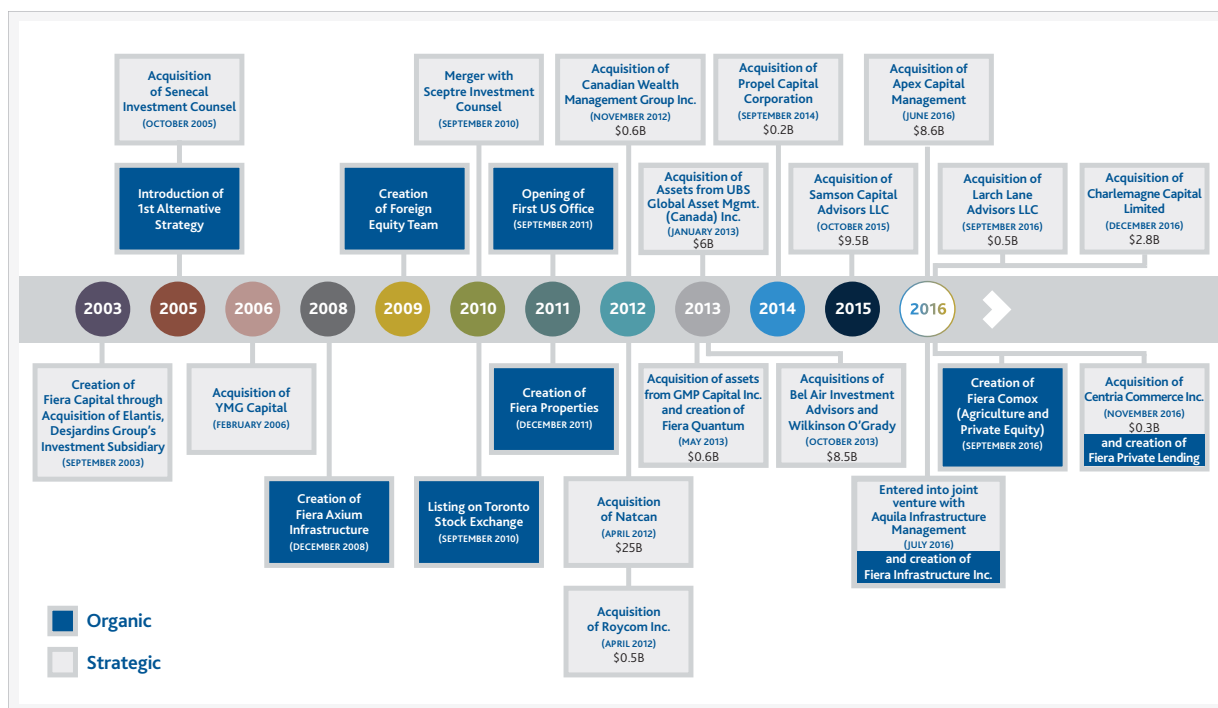 Acquisition
of Senecal
Investment Counsel
(OCTOBER 2005)
Merger with
Sceptre Investment
Counsel
(SEPTEMBER 2010)
Acquisition of
Canadian Wealth
Management Group Inc.
(NOVEMBER 2012)
$0.6B
Acquisition of
Propel Capital
Corporation
(SEPTEMBER 2014)
$0.2B
Acquisition of
Apex Capital
Management
(JUNE 2016)
$8.6B
Introduction of
1st Alternative
Strategy
Creation
of Foreign
Equity Team
Opening of
First US Office
(SEPTEMBER 2011)
Acquisition of
Assets from UBS
Global Asset Mgmt.
(Canada) Inc.
(JANUARY 2013)
$6B
Acquisition of
Samson Capital
Advisors LLC
(OCTOBER 2015)
$9.5B
Acquisition of
Larch Lane
Advisors LLC
(SEPTEMBER 2016)
$0.5B
Acquisition of
Charlemagne Capital
Limited
(DECEMBER 2016)
$2.8B
2003
2005
2006
2008
2009
2010
2011
2012
2013
2014
2015
2016
Creation of
Fiera Capital through
Acquisition of Elantis,
Desjardins Group's
Investment Subsidiary
(SEPTEMBER 2003)
Acquisition of
YMG Capital
(FEBRUARY 2006)
Creation of
Fiera Properties
(DECEMBER 2011)
Acquisition of assets
from GMP Capital Inc.
and creation of
Fiera Quantum
(MAY 2013)
$0.6B
Acquisitions of
Bel Air Investment
Advisors and
Wilkinson O'Grady
(OCTOBER 2013)
$8.5B
Creation of
Fiera Comox
(Agriculture and
Private Equity)
(SEPTEMBER 2016)
Acquisition of
Centria Commerce Inc.
(NOVEMBER 2016)
$0.3B
and creation of
Fiera Private Lending
Creation of
Fiera Axium
Infrastructure
(DECEMBER 2008)
Listing on Toronto
Stock Exchange
(SEPTEMBER 2010)
Acquisition
of Natcan
(APRIL 2012)
$25B
Entered into joint
venture with
Aquila Infrastructure
Management
(JULY 2016)
and creation of
Fiera Infrastructure Inc.
Acquisition
of Roycom Inc.
(APRIL 2012)
$0.5B
Organic
Strategic